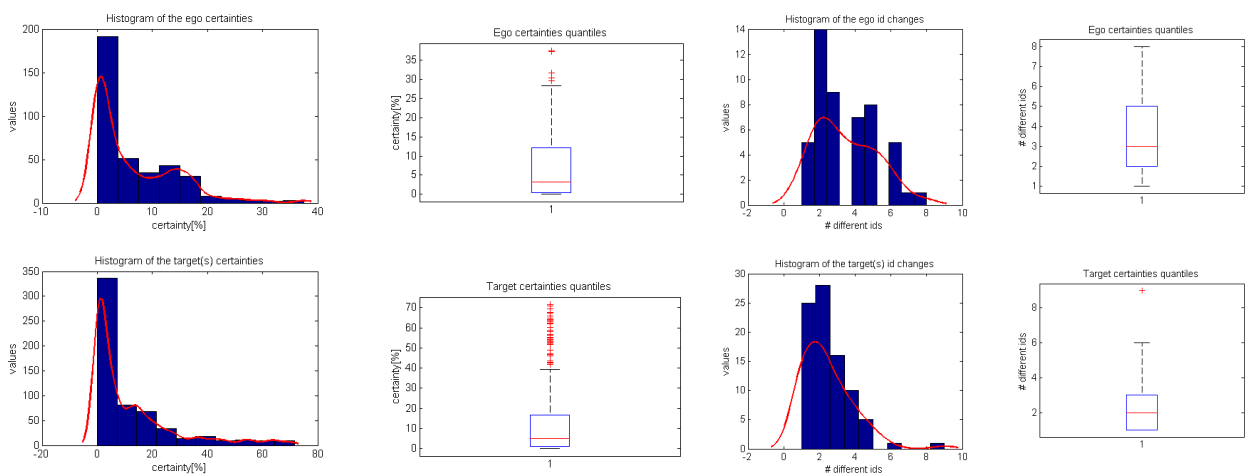 Histogram of the ego certainties
200
150
100
50
0
values
-10 0 10 20 30 40
certainty[%]
Ego certainties quantiles
35
30
25
20
15
10
5
0
certainty[%]
1
Histogram of the ego id changes
14
12
10
8
6
4
2
0
values
-2 0 2 4 6 8 10
# different ids
Ego certainties quantiles
8
7
6
5
4
3
2
1
# different ids
1
Histogram of the target(s) certainties
350
300
250
200
150
100
50
0
values
-20 0 20 40 60 80
certainty[%]
Target certainties quantiles
70
60
50
40
30
20
10
0
certainty[%]
1
Histogram of the target(s) id changes
30
25
20
15
10
5
0
values
-2 0 2 4 6 8 10
# different ids
Target certainties quantiles
8
6
4
2
# different ids
1